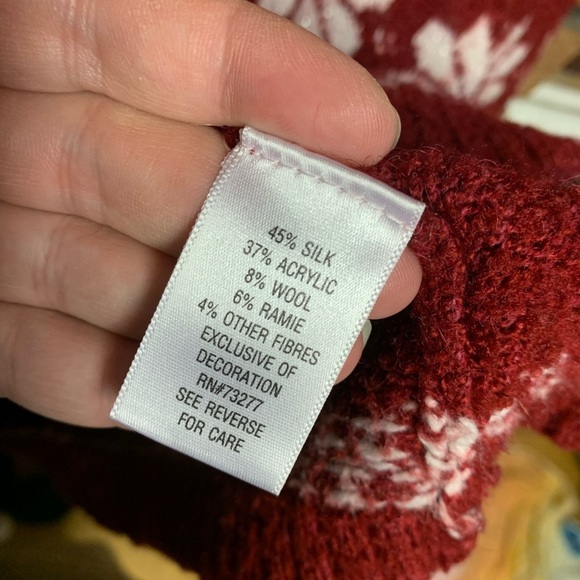 45% SILK
37% ACRYLIC
8% WOOL
6% RAMIE
4% OTHER FIBRES
EXCLUSIVE OF
DECORATION
RN#73277
SEE REVERSE
FOR CARE